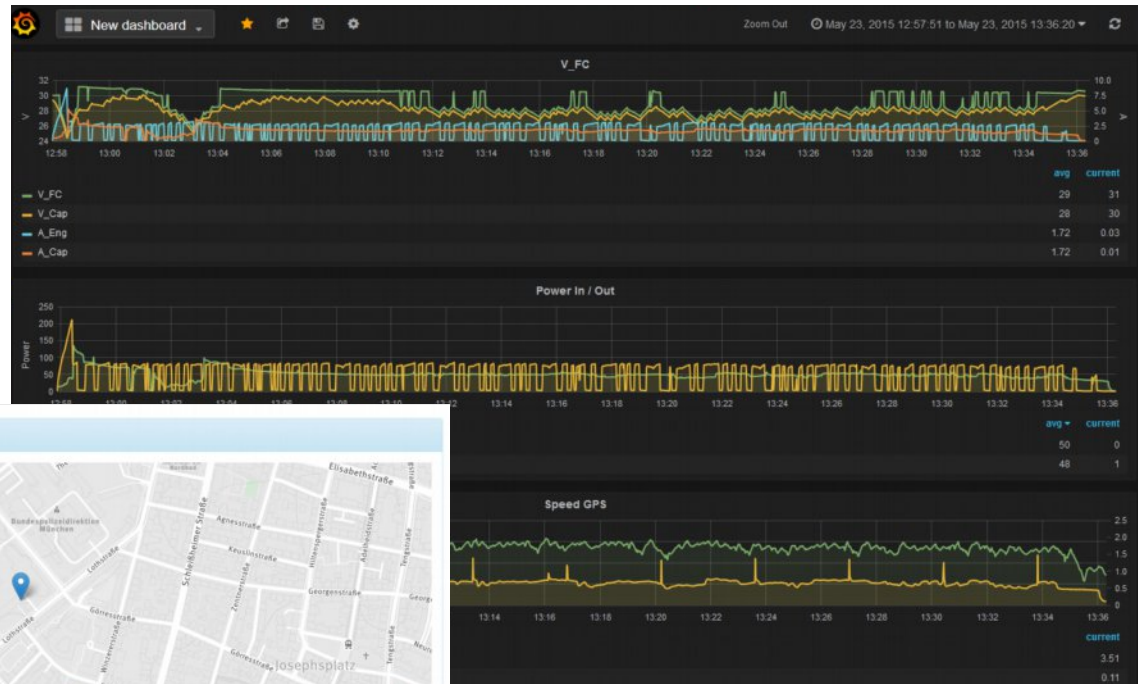 New dashboard
Zoom Out May 23, 2015 12:57:51 to May 23, 2015 13:36:20
V_FC
32 10.0
30 7.5
28 5.0
26 2.5
24 0
V A
12:58 13:00 13:02 13:04 13:06 13:08 13:10 13:12 13:14 13:16 13:18 13:20 13:22 13:24 13:26 13:28 13:30 13:32 13:34 13:36
avg current
V_FC 29 31
V_Cap 28 30
A_Eng 1.72 0.03
A_Cap 1.72 0.01
Power In / Out
250
200
150
100
50
0
Power
12:58 13:00 13:02 13:04 13:06 13:08 13:10 13:12 13:14 13:16 13:18 13:20 13:22 13:24 13:26 13:28 13:30 13:32 13:34 13:36
avg current
50 0
48 1
Speed GPS
2.5
2.0
1.5
1.0
0.5
0
13:14 13:16 13:18 13:20 13:22 13:24 13:26 13:28 13:30 13:32 13:34 13:36
current
3.51
0.11
Elisabethstraße
Bundespolizeidirektion
München
Schleißheimer Straße
Agnesstraße
Hiltenspergerstraße
Adelheidstraße
Tengstraße
Lothstraße
Keuslinstraße
Zentnerstraße
Georgenstraße
Georg
Görresstraße
Lothstraße
Winzererstraße
Görresstraße
Josephsplatz
Tengstraße